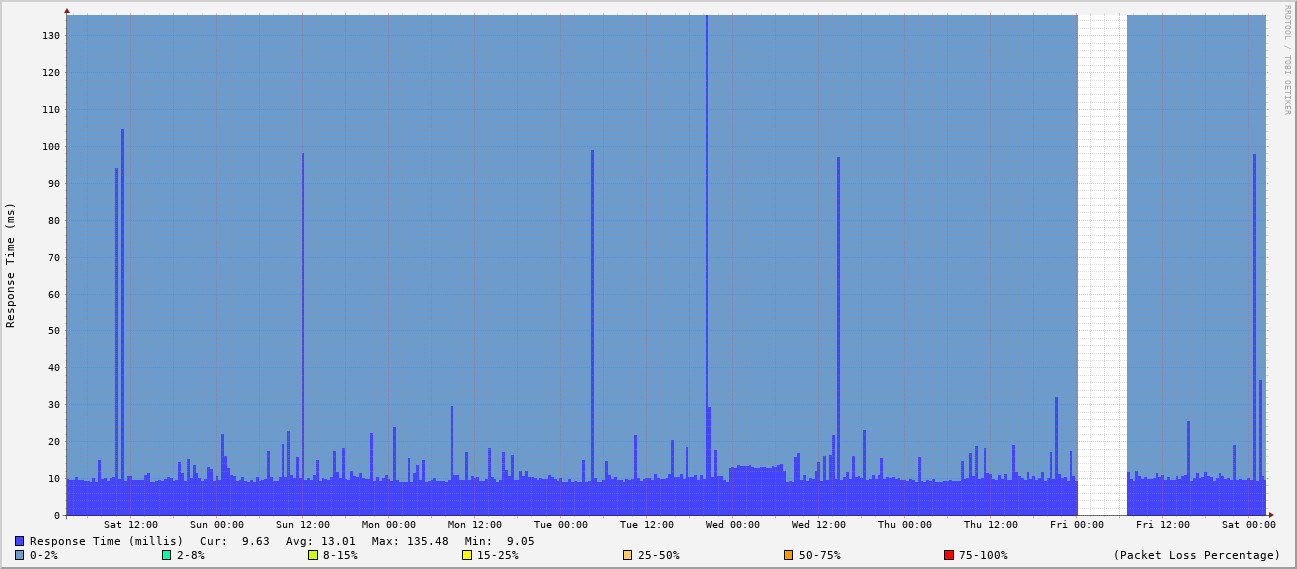 RRDTOOL / TOBI OETIKER
Response Time (ms)
130
120
110
100
90
80
70
60
50
40
30
20
10
0
Sat 12:00 Sun 00:00 Sun 12:00 Mon 00:00 Mon 12:00 Tue 00:00 Tue 12:00 Wed 00:00 Wed 12:00 Thu 00:00 Thu 12:00 Fri 00:00 Fri 12:00 Sat 00:00
Response Time (millis) Cur: 9.63 Avg: 13.01 Max: 135.48 Min: 9.05
0-2% 2-8% 8-15% 15-25% 25-50% 50-75% 75-100% (Packet Loss Percentage)